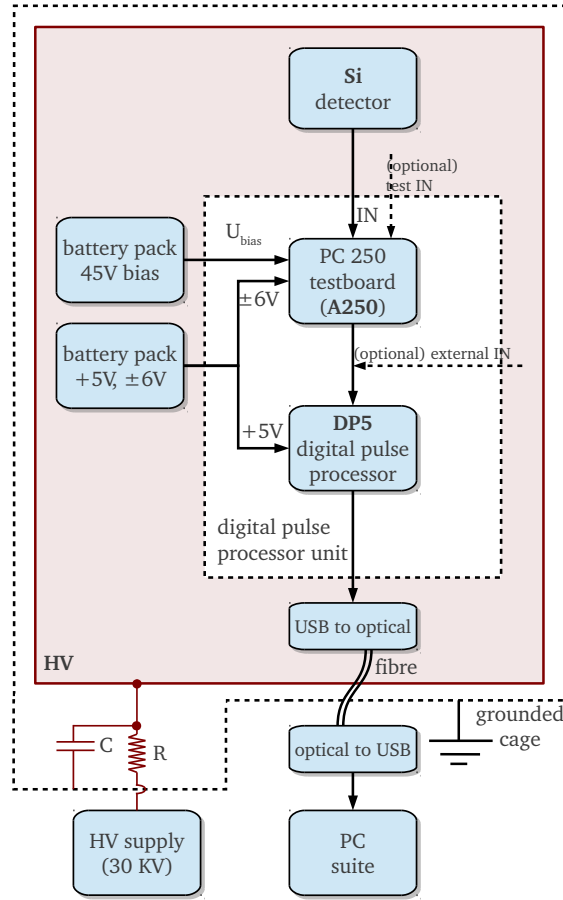 Si
detector
(optional)
test IN
IN
battery pack
45V bias
U_bias
PC 250
testboard
(A250)
±6V
battery pack
+5V, ±6V
(optional) external IN
+5V
DP5
digital pulse
processor
digital pulse
processor unit
USB to optical
HV
fibre
grounded
cage
C
R
optical to USB
HV supply
(30 KV)
PC
suite